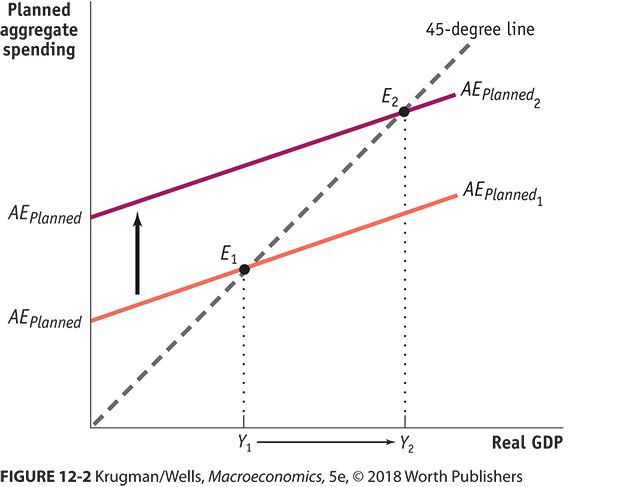 Planned
aggregate
spending
45-degree line
E2
AEPlanned2
AEPlanned
AEPlanned1
E1
AEPlanned
Y1
Y2
Real GDP
FIGURE 12-2 Krugman/Wells, Macroeconomics, 5e, © 2018 Worth Publishers